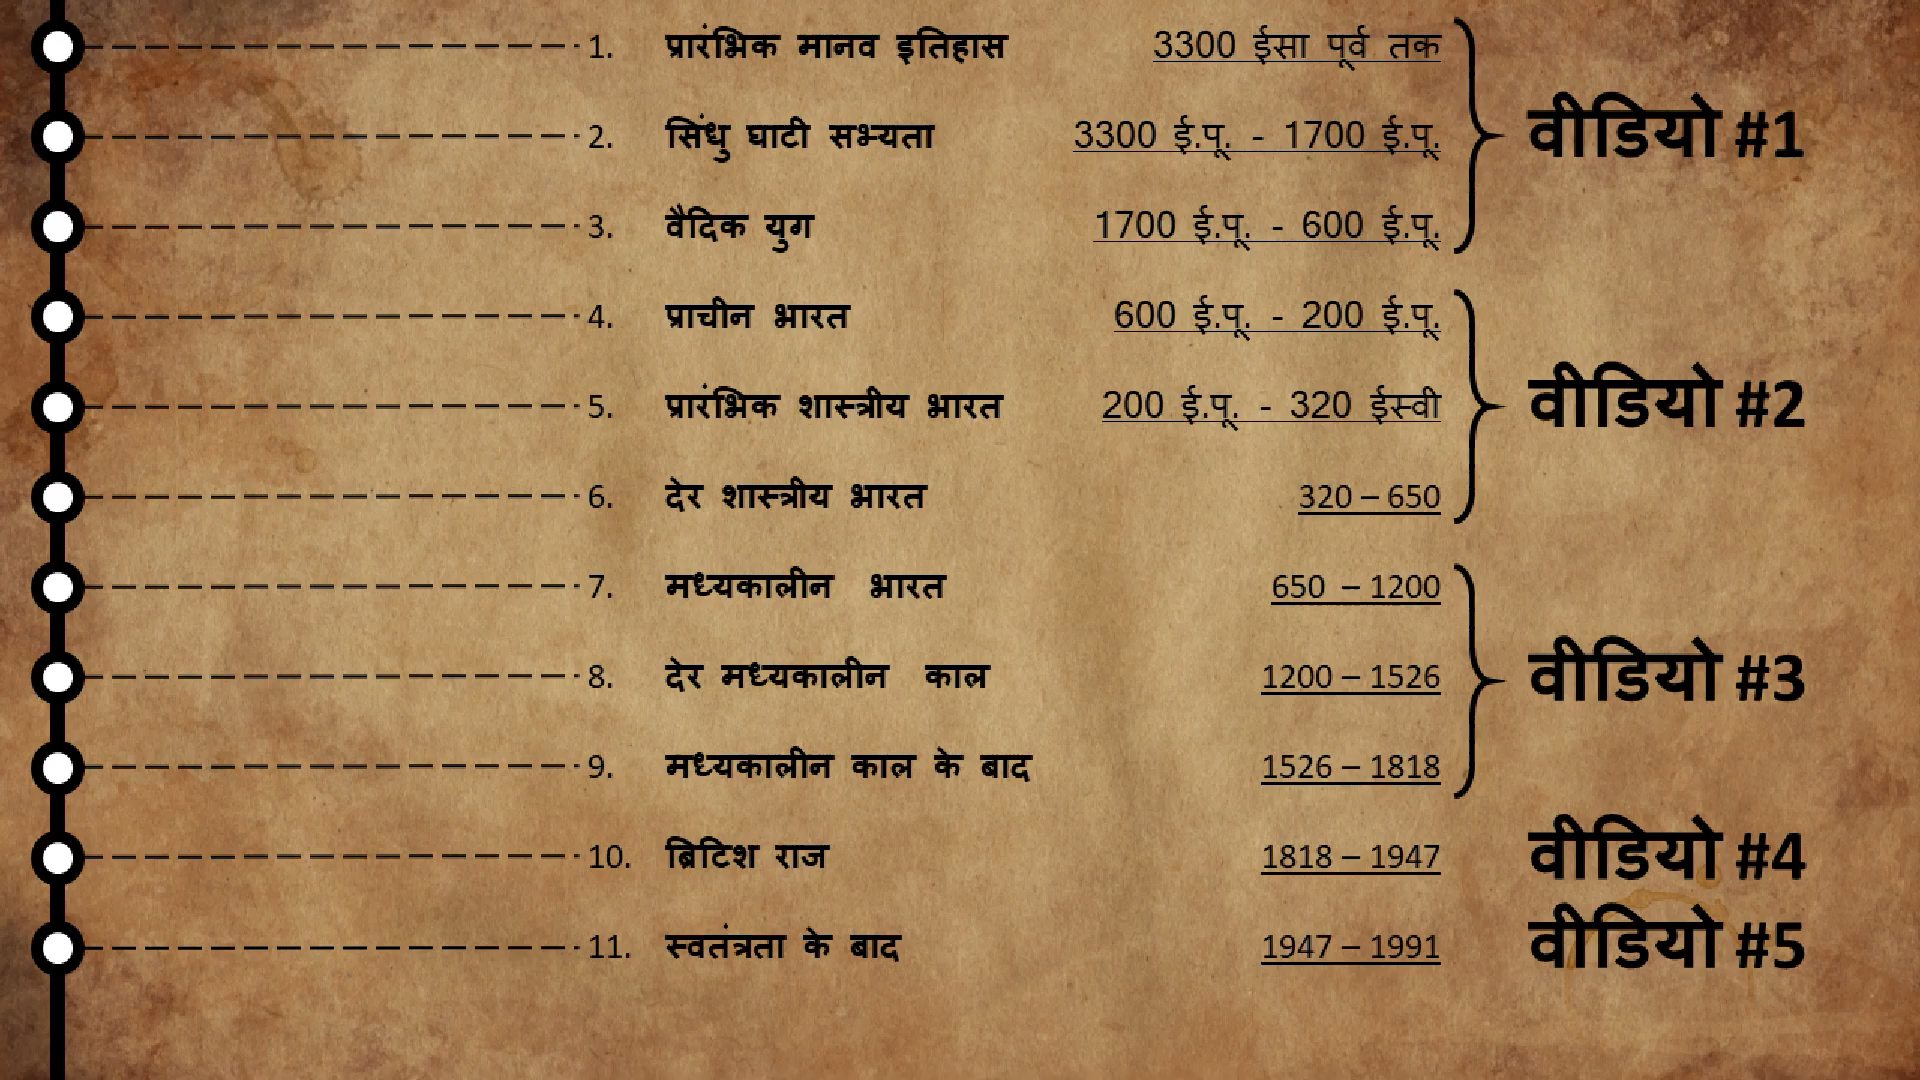 1. प्रारंभिक मानव इतिहास 3300 ईसा पूर्व तक
2. सिंधु घाटी सभ्यता 3300 ई.पू. - 1700 ई.पू. वीडियो #1
3. वैदिक युग 1700 ई.पू. - 600 ई.पू.
4. प्राचीन भारत 600 ई.पू. - 200 ई.पू.
5. प्रारंभिक शास्त्रीय भारत 200 ई.पू. - 320 ईस्वी वीडियो #2
6. देर शास्त्रीय भारत 320 – 650
7. मध्यकालीन भारत 650 – 1200
8. देर मध्यकालीन काल 1200 – 1526 वीडियो #3
9. मध्यकालीन काल के बाद 1526 – 1818
10. ब्रिटिश राज 1818 – 1947 वीडियो #4
11. स्वतंत्रता के बाद 1947 – 1991 वीडियो #5